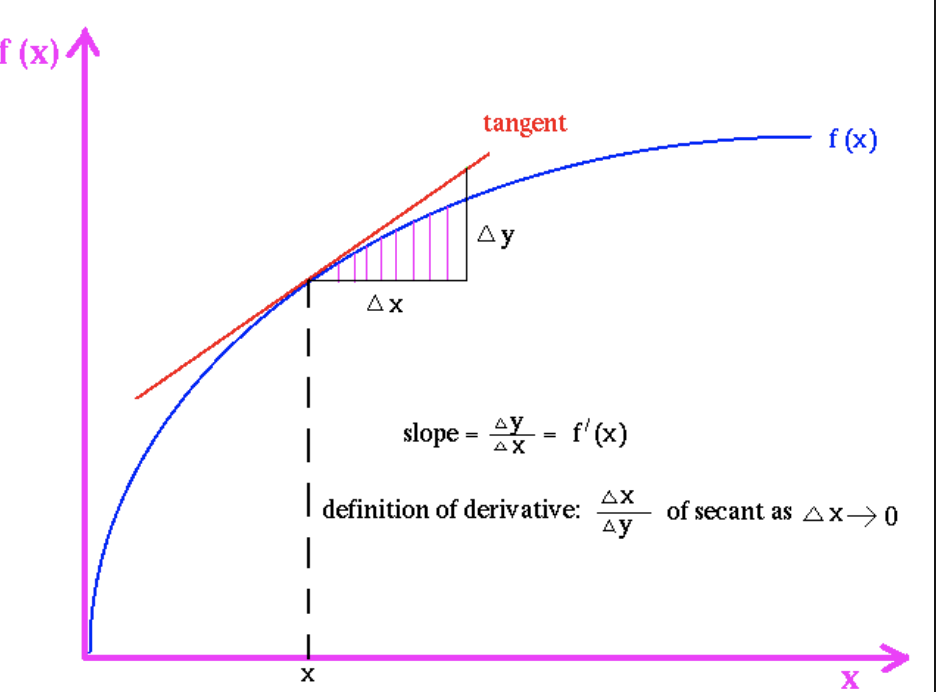 f (x)
tangent
f (x)
△ y
△ x
slope = △y/△x = f′(x)
definition of derivative: △x/△y of secant as △x→0
x
x